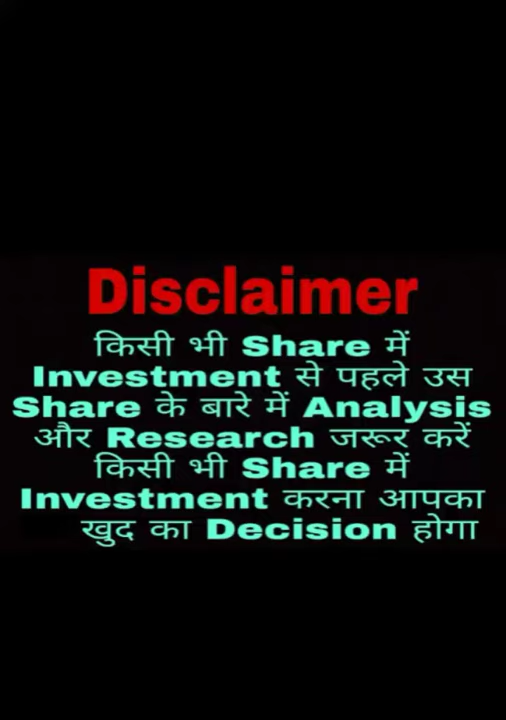 Disclaimer
किसी भी Share में
Investment से पहले उस
Share के बारे में Analysis
और Research जरूर करें
किसी भी Share में
Investment करना आपका
खुद का Decision होगा